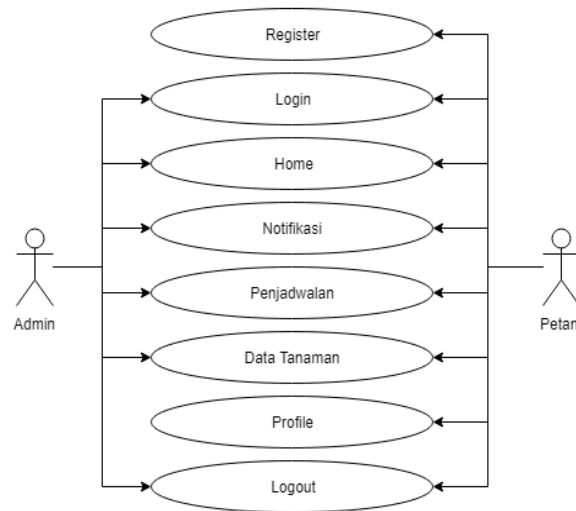 Register
Login
Home
Notifikasi
Penjadwalan
Admin
Petan
Data Tanaman
Profile
Logout